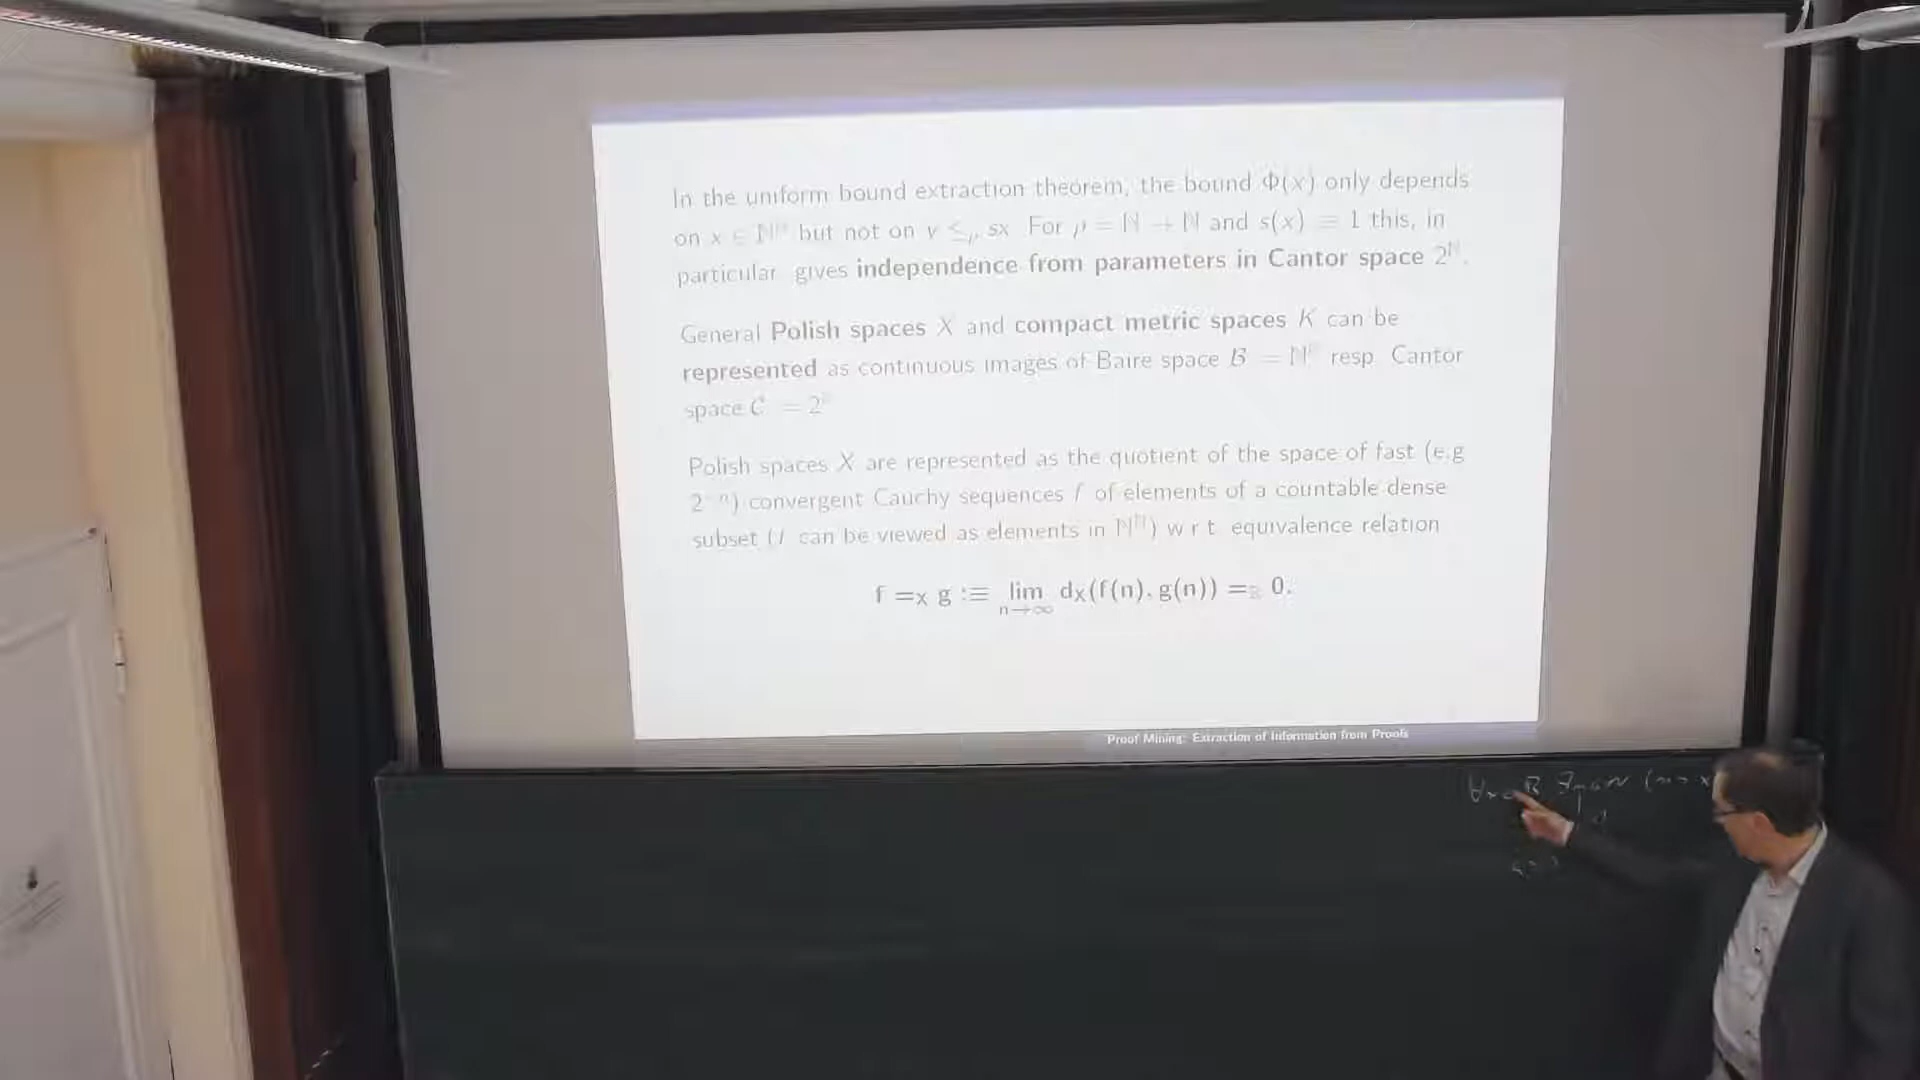 In the uniform bound extraction theorem, the bound Φ(x) only depends
on x ∈ ℕ^ℕ but not on y ≤_ρ sx For ρ = ℕ → ℕ and s(x) = 1 this, in
particular gives independence from parameters in Cantor space 2^ℕ.
General Polish spaces X and compact metric spaces K can be
represented as continuous images of Baire space B = ℕ^ℕ resp Cantor
space C = 2^ℕ
Polish spaces X are represented as the quotient of the space of fast (e.g
2^-n) convergent Cauchy sequences f of elements of a countable dense
subset (f can be viewed as elements in ℕ^ℕ) w r t equivalence relation
f =_X g :≡ lim_{n→∞} d_X(f(n), g(n)) =_ℝ 0.
Proof Mining: Extraction of Information from Proofs